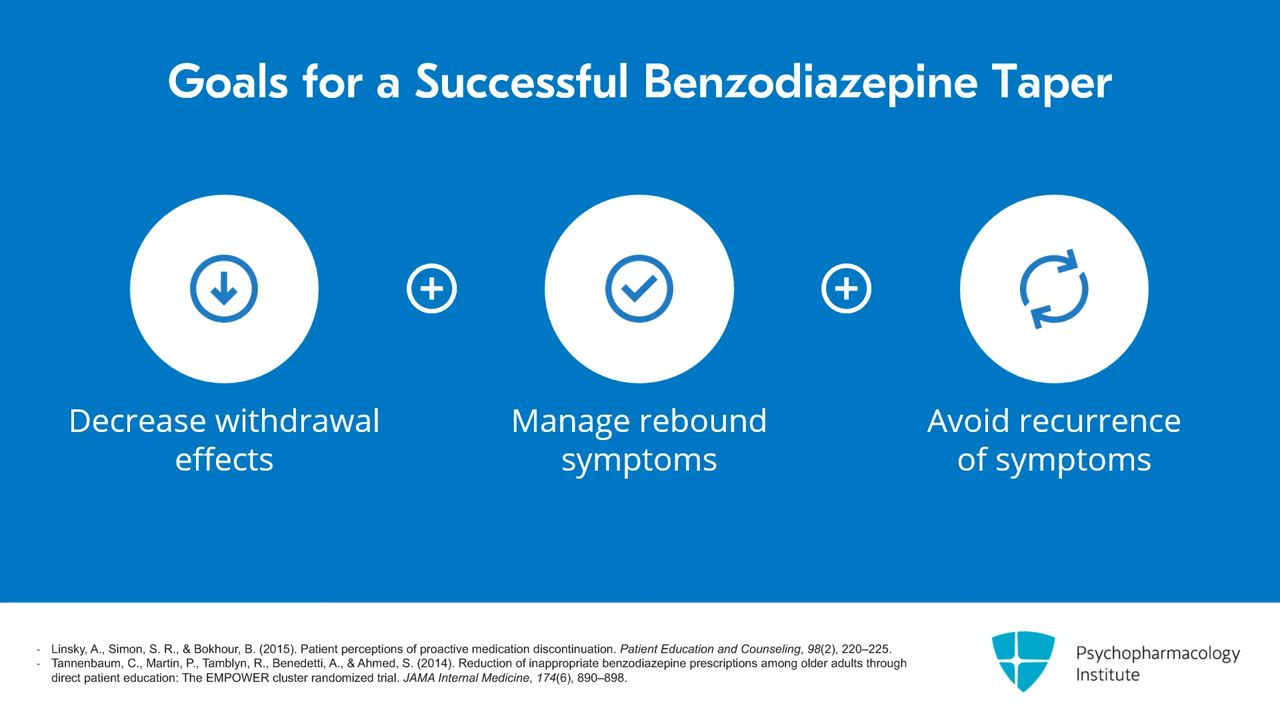 Goals for a Successful Benzodiazepine Taper
Decrease withdrawal
effects
Manage rebound
symptoms
Avoid recurrence
of symptoms
- Linsky, A., Simon, S. R., & Bokhour, B. (2015). Patient perceptions of proactive medication discontinuation. Patient Education and Counseling, 98(2), 220–225.
- Tannenbaum, C., Martin, P., Tamblyn, R., Benedetti, A., & Ahmed, S. (2014). Reduction of inappropriate benzodiazepine prescriptions among older adults through
direct patient education: The EMPOWER cluster randomized trial. JAMA Internal Medicine, 174(6), 890–898.
Psychopharmacology
Institute